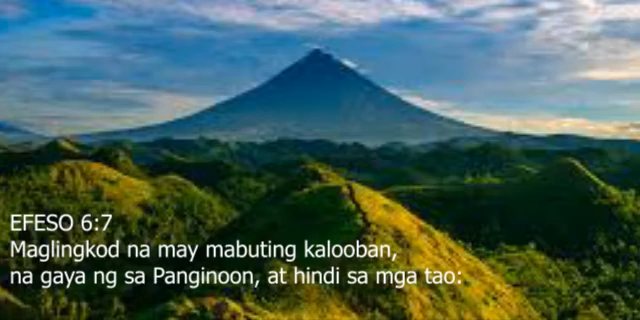 EFESO 6:7
Maglingkod na may mabuting kalooban,
na gaya ng sa Panginoon, at hindi sa mga tao: